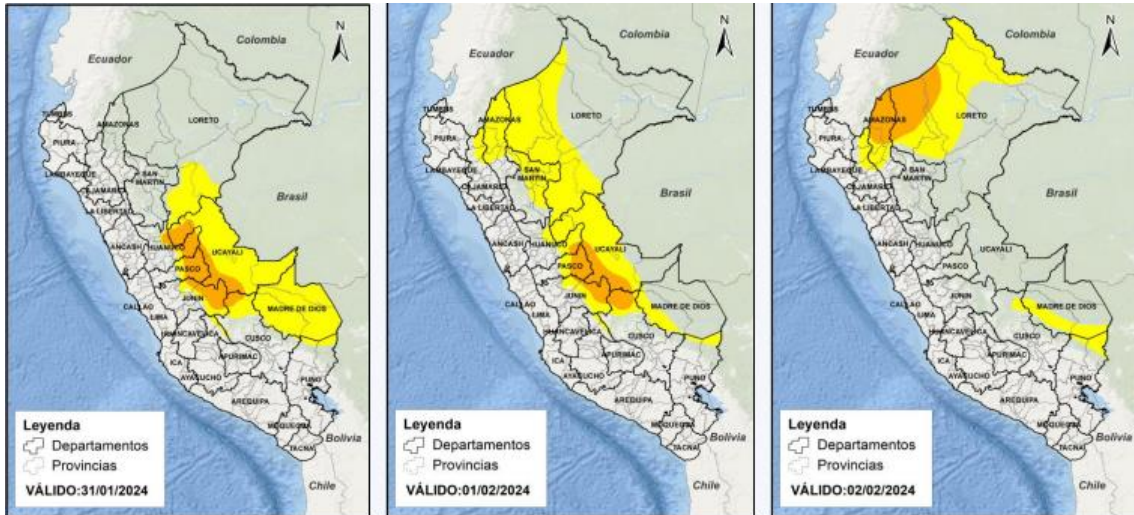 N
Colombia
Ecuador
TUMBES
PIURA
AMAZONAS
LORETO
LAMBAYEQUE
CAJAMARCA
SAN
MARTIN
LA LIBERTAD
Brasil
ANCASH
HUANUCO
UCAYALI
PASCO
JUNIN
CALLAO
LIMA
MADRE DE DIOS
HUANCAVELICA
CUSCO
ICA
APURIMAC
AYACUCHO
PUNO
AREQUIPA
MOQUEGUA
TACNA
Bolivia
Chile
Leyenda
Departamentos
Provincias
VÁLIDO:31/01/2024
N
Colombia
Ecuador
TUMBES
PIURA
AMAZONAS
LORETO
LAMBAYEQUE
CAJAMARCA
SAN
MARTIN
LA LIBERTAD
Brasil
ANCASH
HUANUCO
UCAYALI
PASCO
JUNIN
CALLAO
LIMA
MADRE DE DIOS
HUANCAVELICA
CUSCO
ICA
APURIMAC
AYACUCHO
PUNO
AREQUIPA
MOQUEGUA
TACNA
Bolivia
Chile
Leyenda
Departamentos
Provincias
VÁLIDO:01/02/2024
N
Colombia
Ecuador
TUMBES
PIURA
AMAZONAS
LORETO
LAMBAYEQUE
CAJAMARCA
SAN
MARTIN
LA LIBERTAD
Brasil
ANCASH
HUANUCO
UCAYALI
PASCO
JUNIN
CALLAO
LIMA
MADRE DE DIOS
HUANCAVELICA
CUSCO
ICA
APURIMAC
AYACUCHO
PUNO
AREQUIPA
MOQUEGUA
TACNA
Bolivia
Chile
Leyenda
Departamentos
Provincias
VÁLIDO:02/02/2024